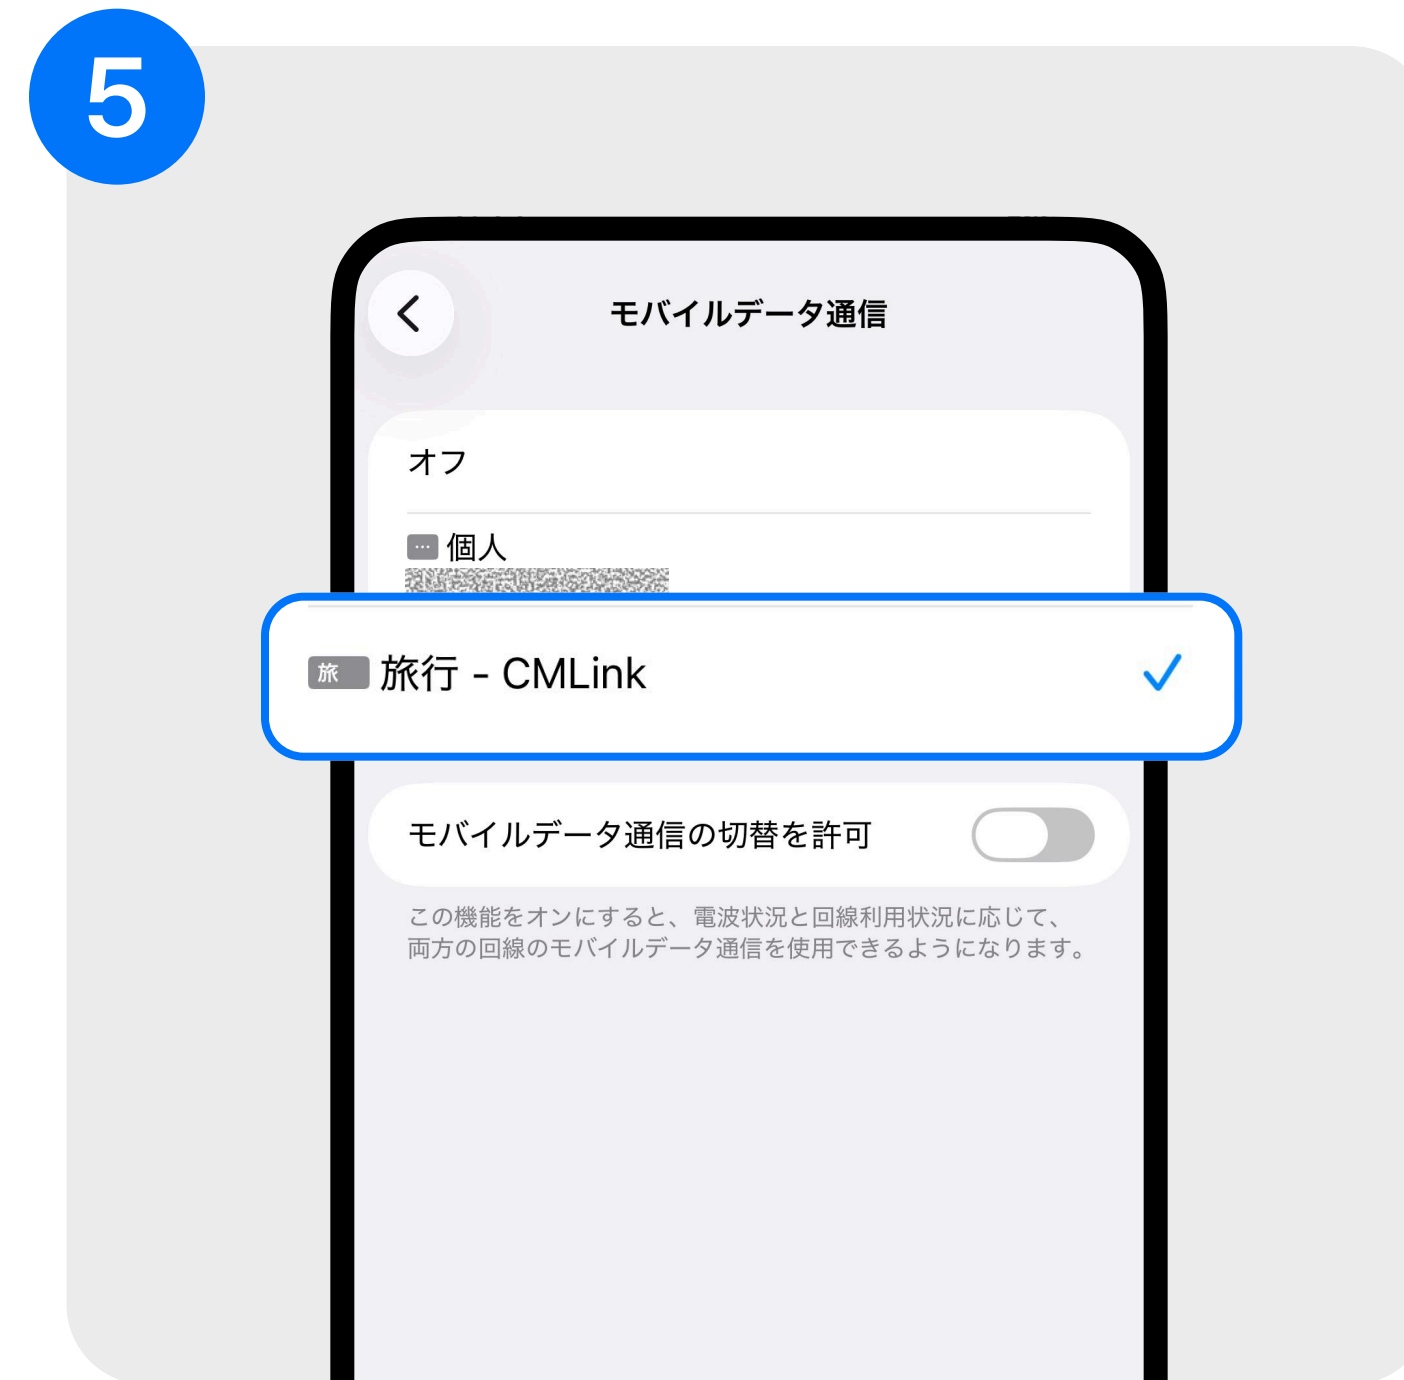 5
モバイルデータ通信
オフ
個人
旅 旅行 - CMLink
モバイルデータ通信の切替を許可
この機能をオンにすると、電波状況と回線利用状況に応じて、
両方の回線のモバイルデータ通信を使用できるようになります。